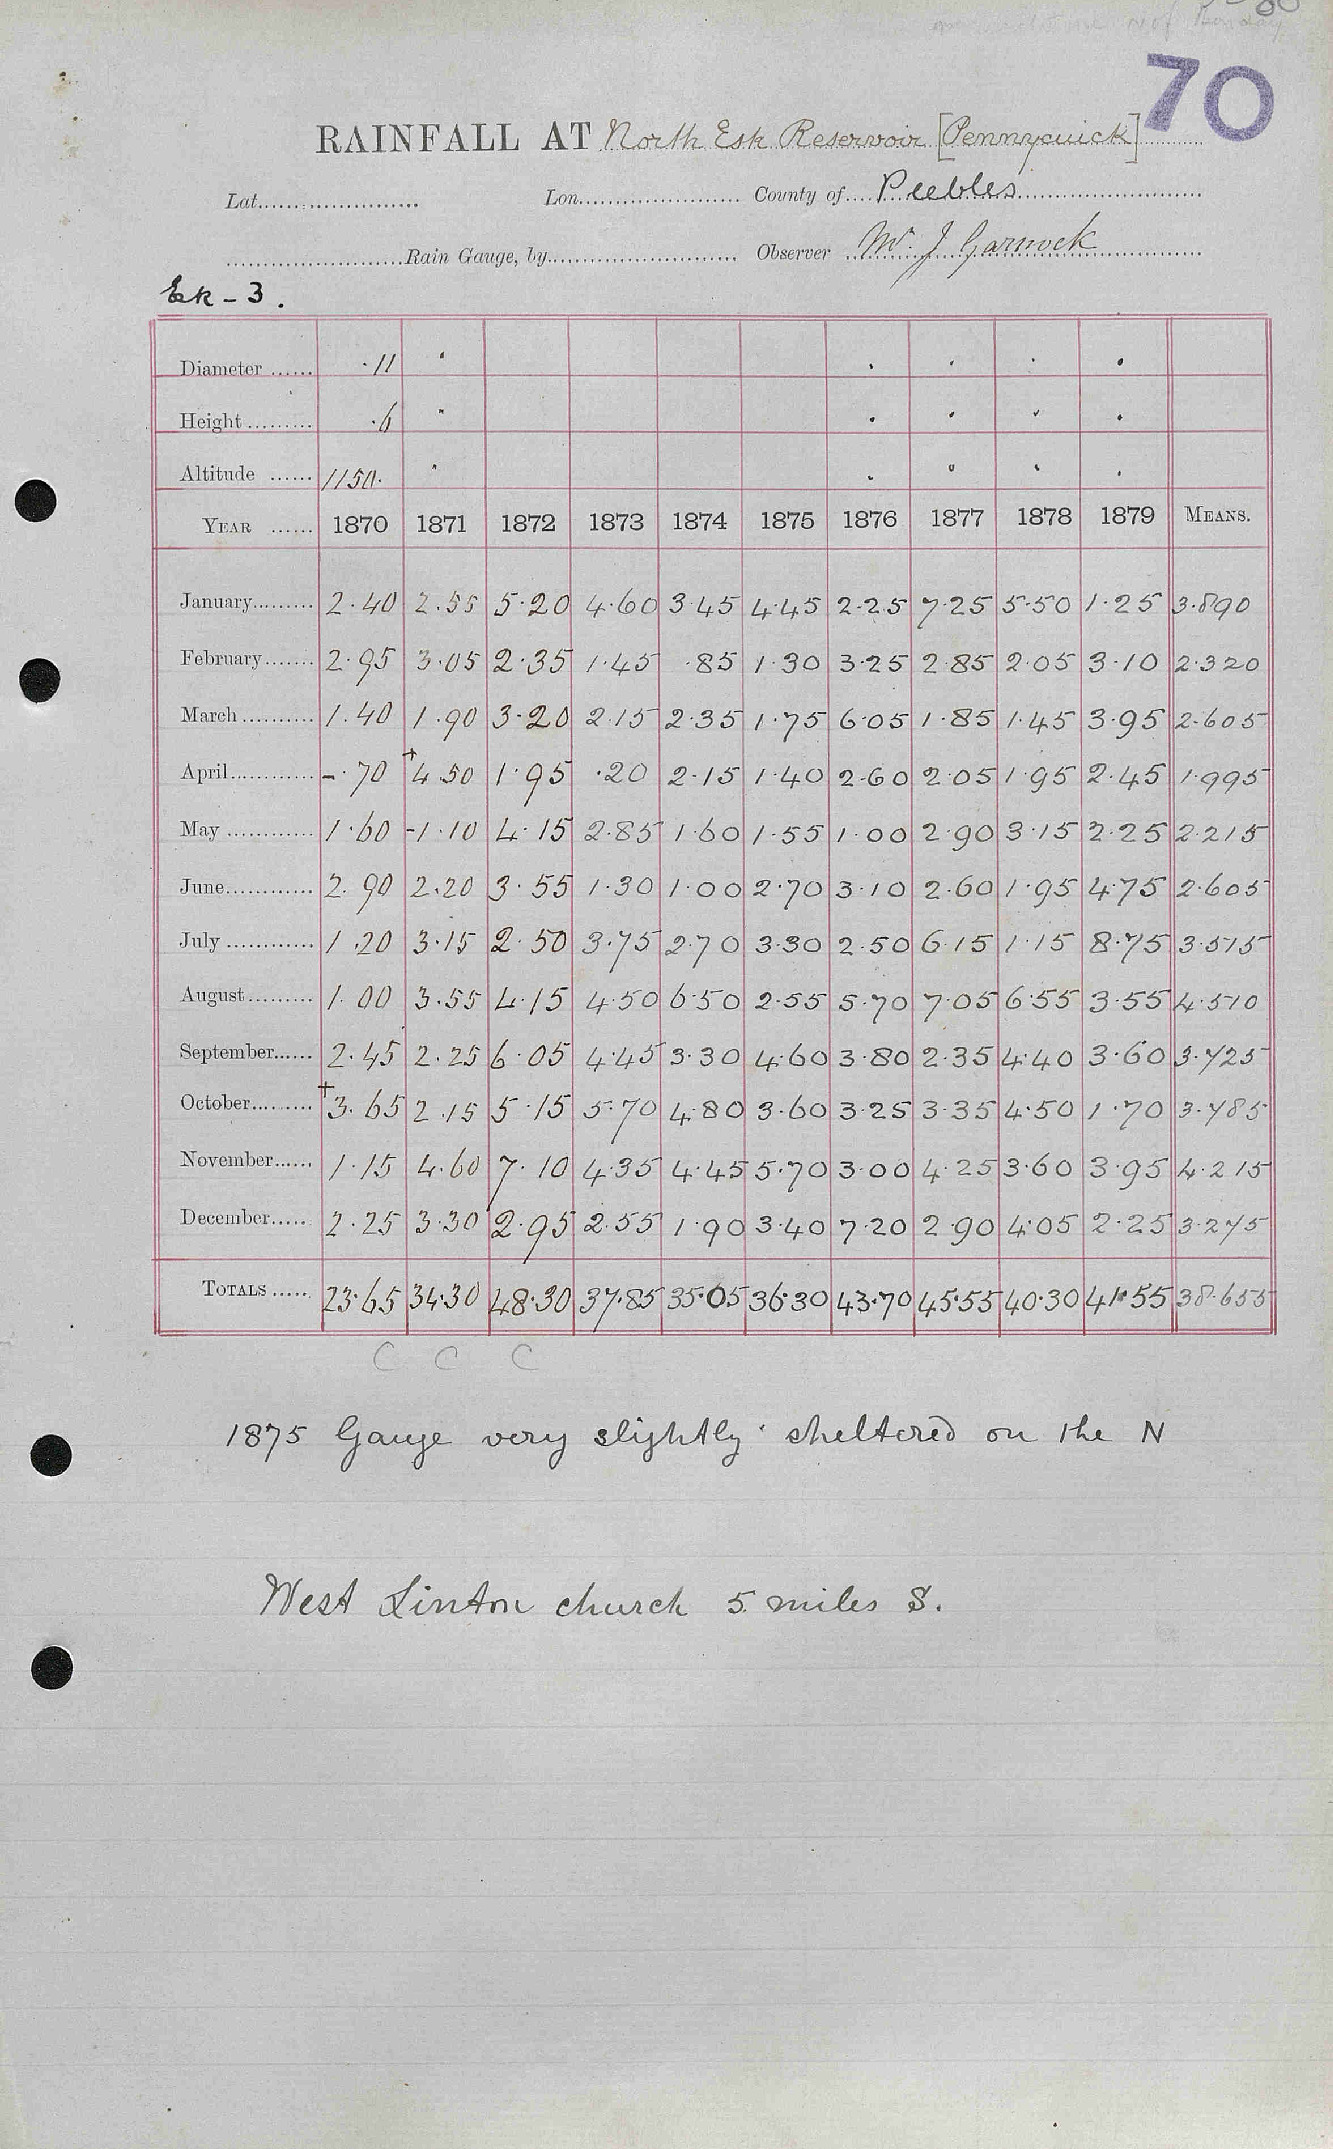 70
RAINFALL AT North Esk Reservoir [Pennycuick]
Lat.......................... Lon........................ County of.... Peebles
..........................Rain Gauge, by............................ Observer W. J. Garnock
Diameter ...... .11
Height ......... .6
Altitude ...... 1150.
YEAR ...... 1870 1871 1872 1873 1874 1875 1876 1877 1878 1879 MEANS.
January......... 2.40 2.55 5.20 4.60 3.45 4.45 2.25 7.25 5.50 1.25 3.890
February....... 2.95 3.05 2.35 1.45 .85 1.30 3.25 2.85 2.05 3.10 2.320
March .......... 1.40 1.90 3.20 2.15 2.35 1.75 6.05 1.85 1.45 3.95 2.605
April............ -.70 +4.50 1.95 .20 2.15 1.40 2.60 2.05 1.95 2.45 1.995
May ............ 1.60 -1.10 4.15 2.85 1.60 1.55 1.00 2.90 3.15 2.25 2.215
June............ 2.90 2.20 3.55 1.30 1.00 2.70 3.10 2.60 1.95 4.75 2.605
July ............ 1.20 3.15 2.50 3.75 2.70 3.30 2.50 6.15 1.15 8.75 3.515
August......... 1.00 3.55 4.15 4.50 6.50 2.55 5.70 7.05 6.55 3.55 4.510
September...... 2.45 2.25 6.05 4.45 3.30 4.60 3.80 2.35 4.40 3.60 3.725
October......... +3.65 2.15 5.15 5.70 4.80 3.60 3.25 3.35 4.50 1.70 3.785
November...... 1.15 4.60 7.10 4.35 4.45 5.70 3.00 4.25 3.60 3.95 4.215
December..... 2.25 3.30 2.95 2.55 1.90 3.40 7.20 2.90 4.05 2.25 3.275
TOTALS ..... 23.65 34.30 48.30 37.85 35.05 36.30 43.70 45.55 40.30 41.55 38.655
C C C
1875 Gauge very slightly sheltered on the N
West Linton church 5 miles S.